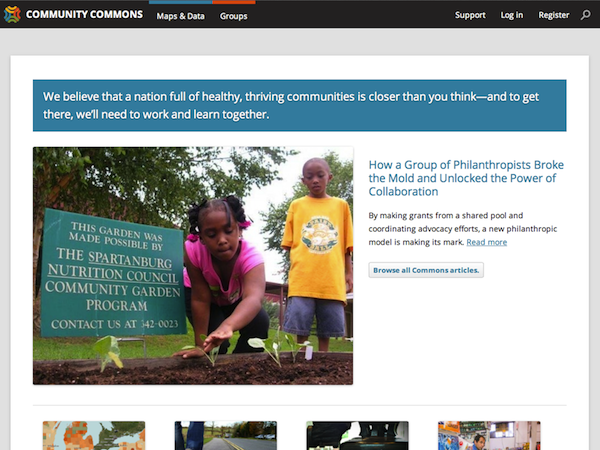 COMMUNITY COMMONS
Maps & Data
Groups
Support
Log in
Register
We believe that a nation full of healthy, thriving communities is closer than you think—and to get
there, we'll need to work and learn together.
THIS GARDEN WAS
MADE POSSIBLE BY
THE SPARTANBURG
NUTRITION COUNCIL
COMMUNITY GARDEN
PROGRAM
CONTACT US AT 342-0023
How a Group of Philanthropists Broke
the Mold and Unlocked the Power of
Collaboration
By making grants from a shared pool and
coordinating advocacy efforts, a new philanthropic
model is making its mark. Read more
Browse all Commons articles.